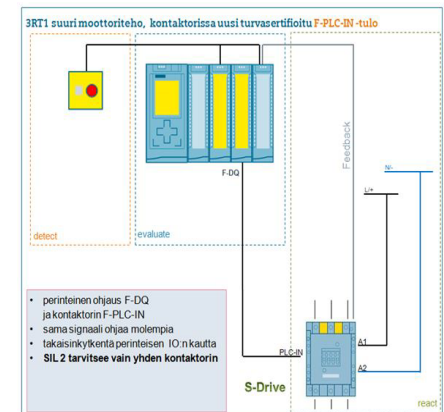 3RT1 suuri moottoriteho, kontaktorissa uusi turvasertifioitu F-PLC-IN -tulo
F-DQ
Feedback
N/-
L/+
detect
evaluate
• perinteinen ohjaus F-DQ
ja kontaktorin F-PLC-IN
• sama signaali ohjaa molempia
• takaisinkytkentä perinteisen IO:n kautta
• SIL 2 tarvitsee vain yhden kontaktorin
PLC-IN
A1
A2
S-Drive
react